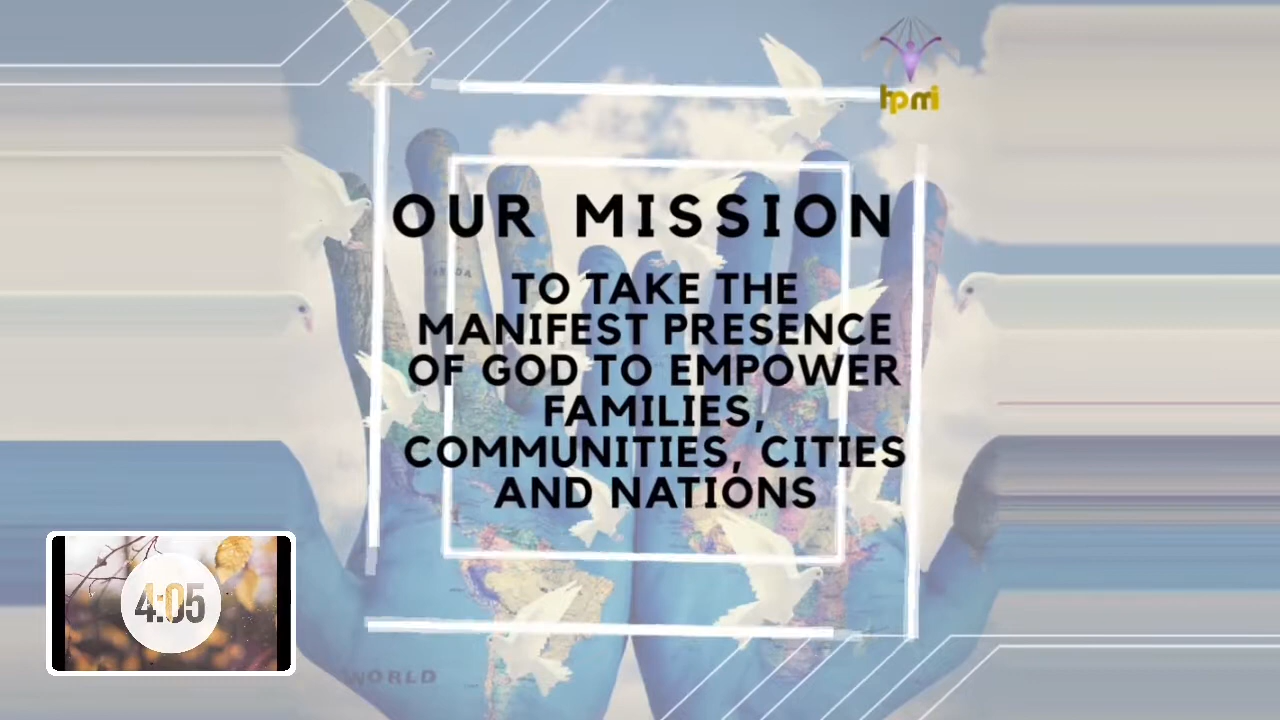 hpmi
OUR MISSION
TO TAKE THE
MANIFEST PRESENCE
OF GOD TO EMPOWER
FAMILIES,
COMMUNITIES, CITIES
AND NATIONS
4:05
WORLD